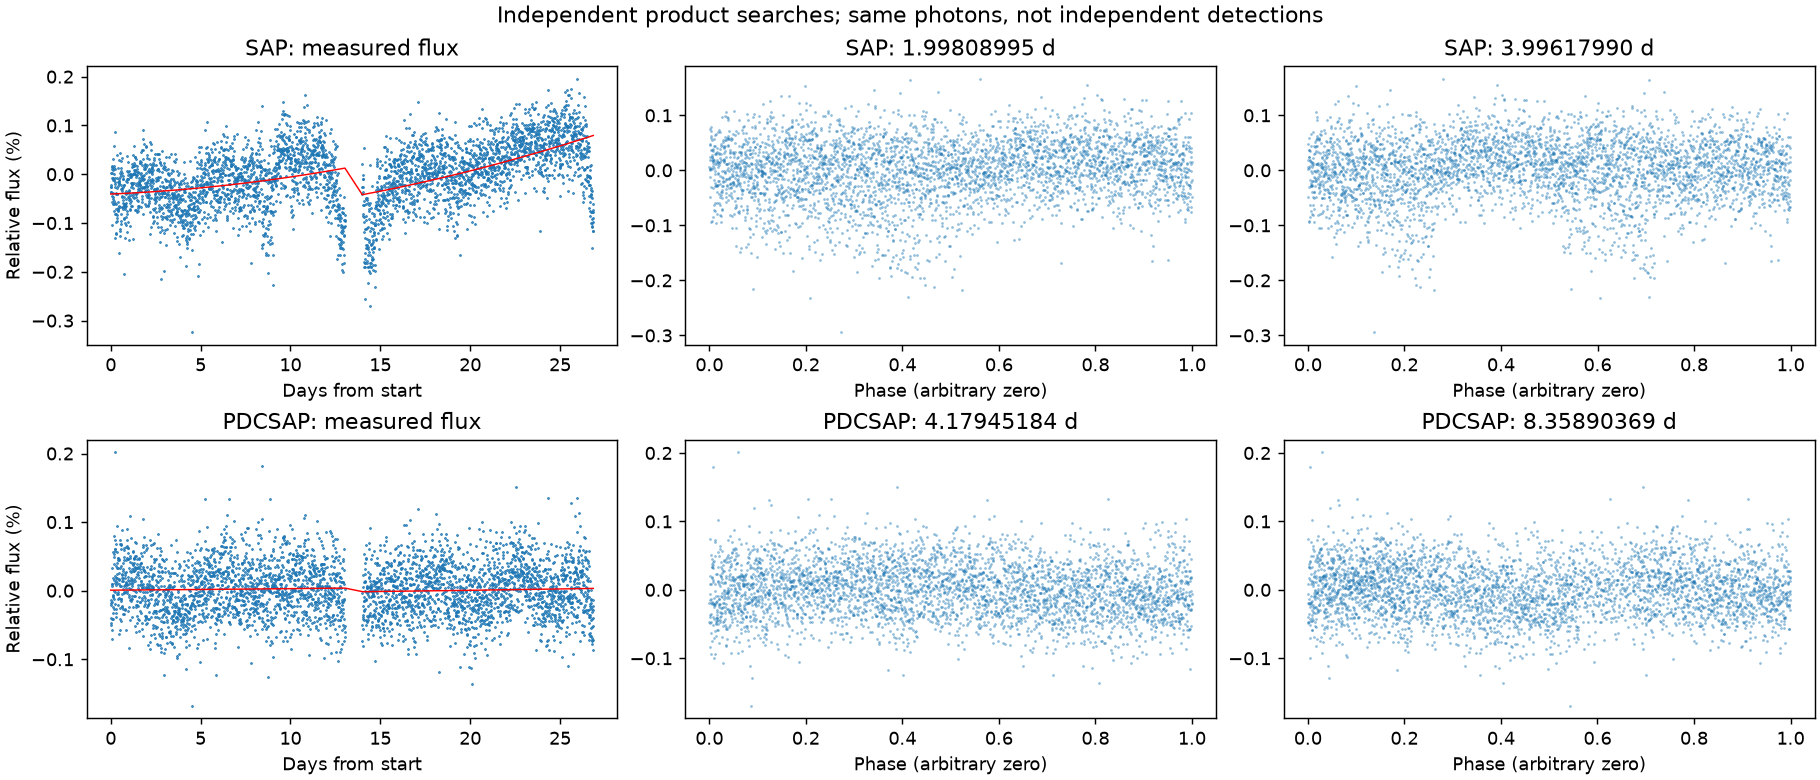 Independent product searches; same photons, not independent detections
SAP: measured flux
SAP: 1.99808995 d
SAP: 3.99617990 d
Relative flux (%)
0.2
0.1
0.0
−0.1
−0.2
−0.3
0 5 10 15 20 25
Days from start
0.1
0.0
−0.1
−0.2
−0.3
0.0 0.2 0.4 0.6 0.8 1.0
Phase (arbitrary zero)
0.1
0.0
−0.1
−0.2
−0.3
0.0 0.2 0.4 0.6 0.8 1.0
Phase (arbitrary zero)
PDCSAP: measured flux
PDCSAP: 4.17945184 d
PDCSAP: 8.35890369 d
Relative flux (%)
0.2
0.1
0.0
−0.1
0 5 10 15 20 25
Days from start
0.2
0.1
0.0
−0.1
0.0 0.2 0.4 0.6 0.8 1.0
Phase (arbitrary zero)
0.2
0.1
0.0
−0.1
0.0 0.2 0.4 0.6 0.8 1.0
Phase (arbitrary zero)